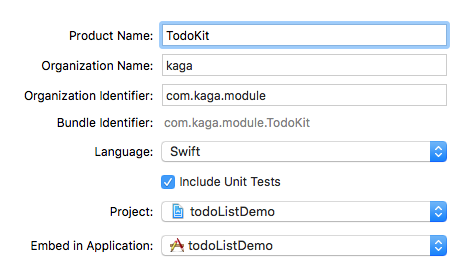 Product Name: TodoKit
Organization Name: kaga
Organization Identifier: com.kaga.module
Bundle Identifier: com.kaga.module.TodoKit
Language: Swift
Include Unit Tests
Project: todoListDemo
Embed in Application: todoListDemo